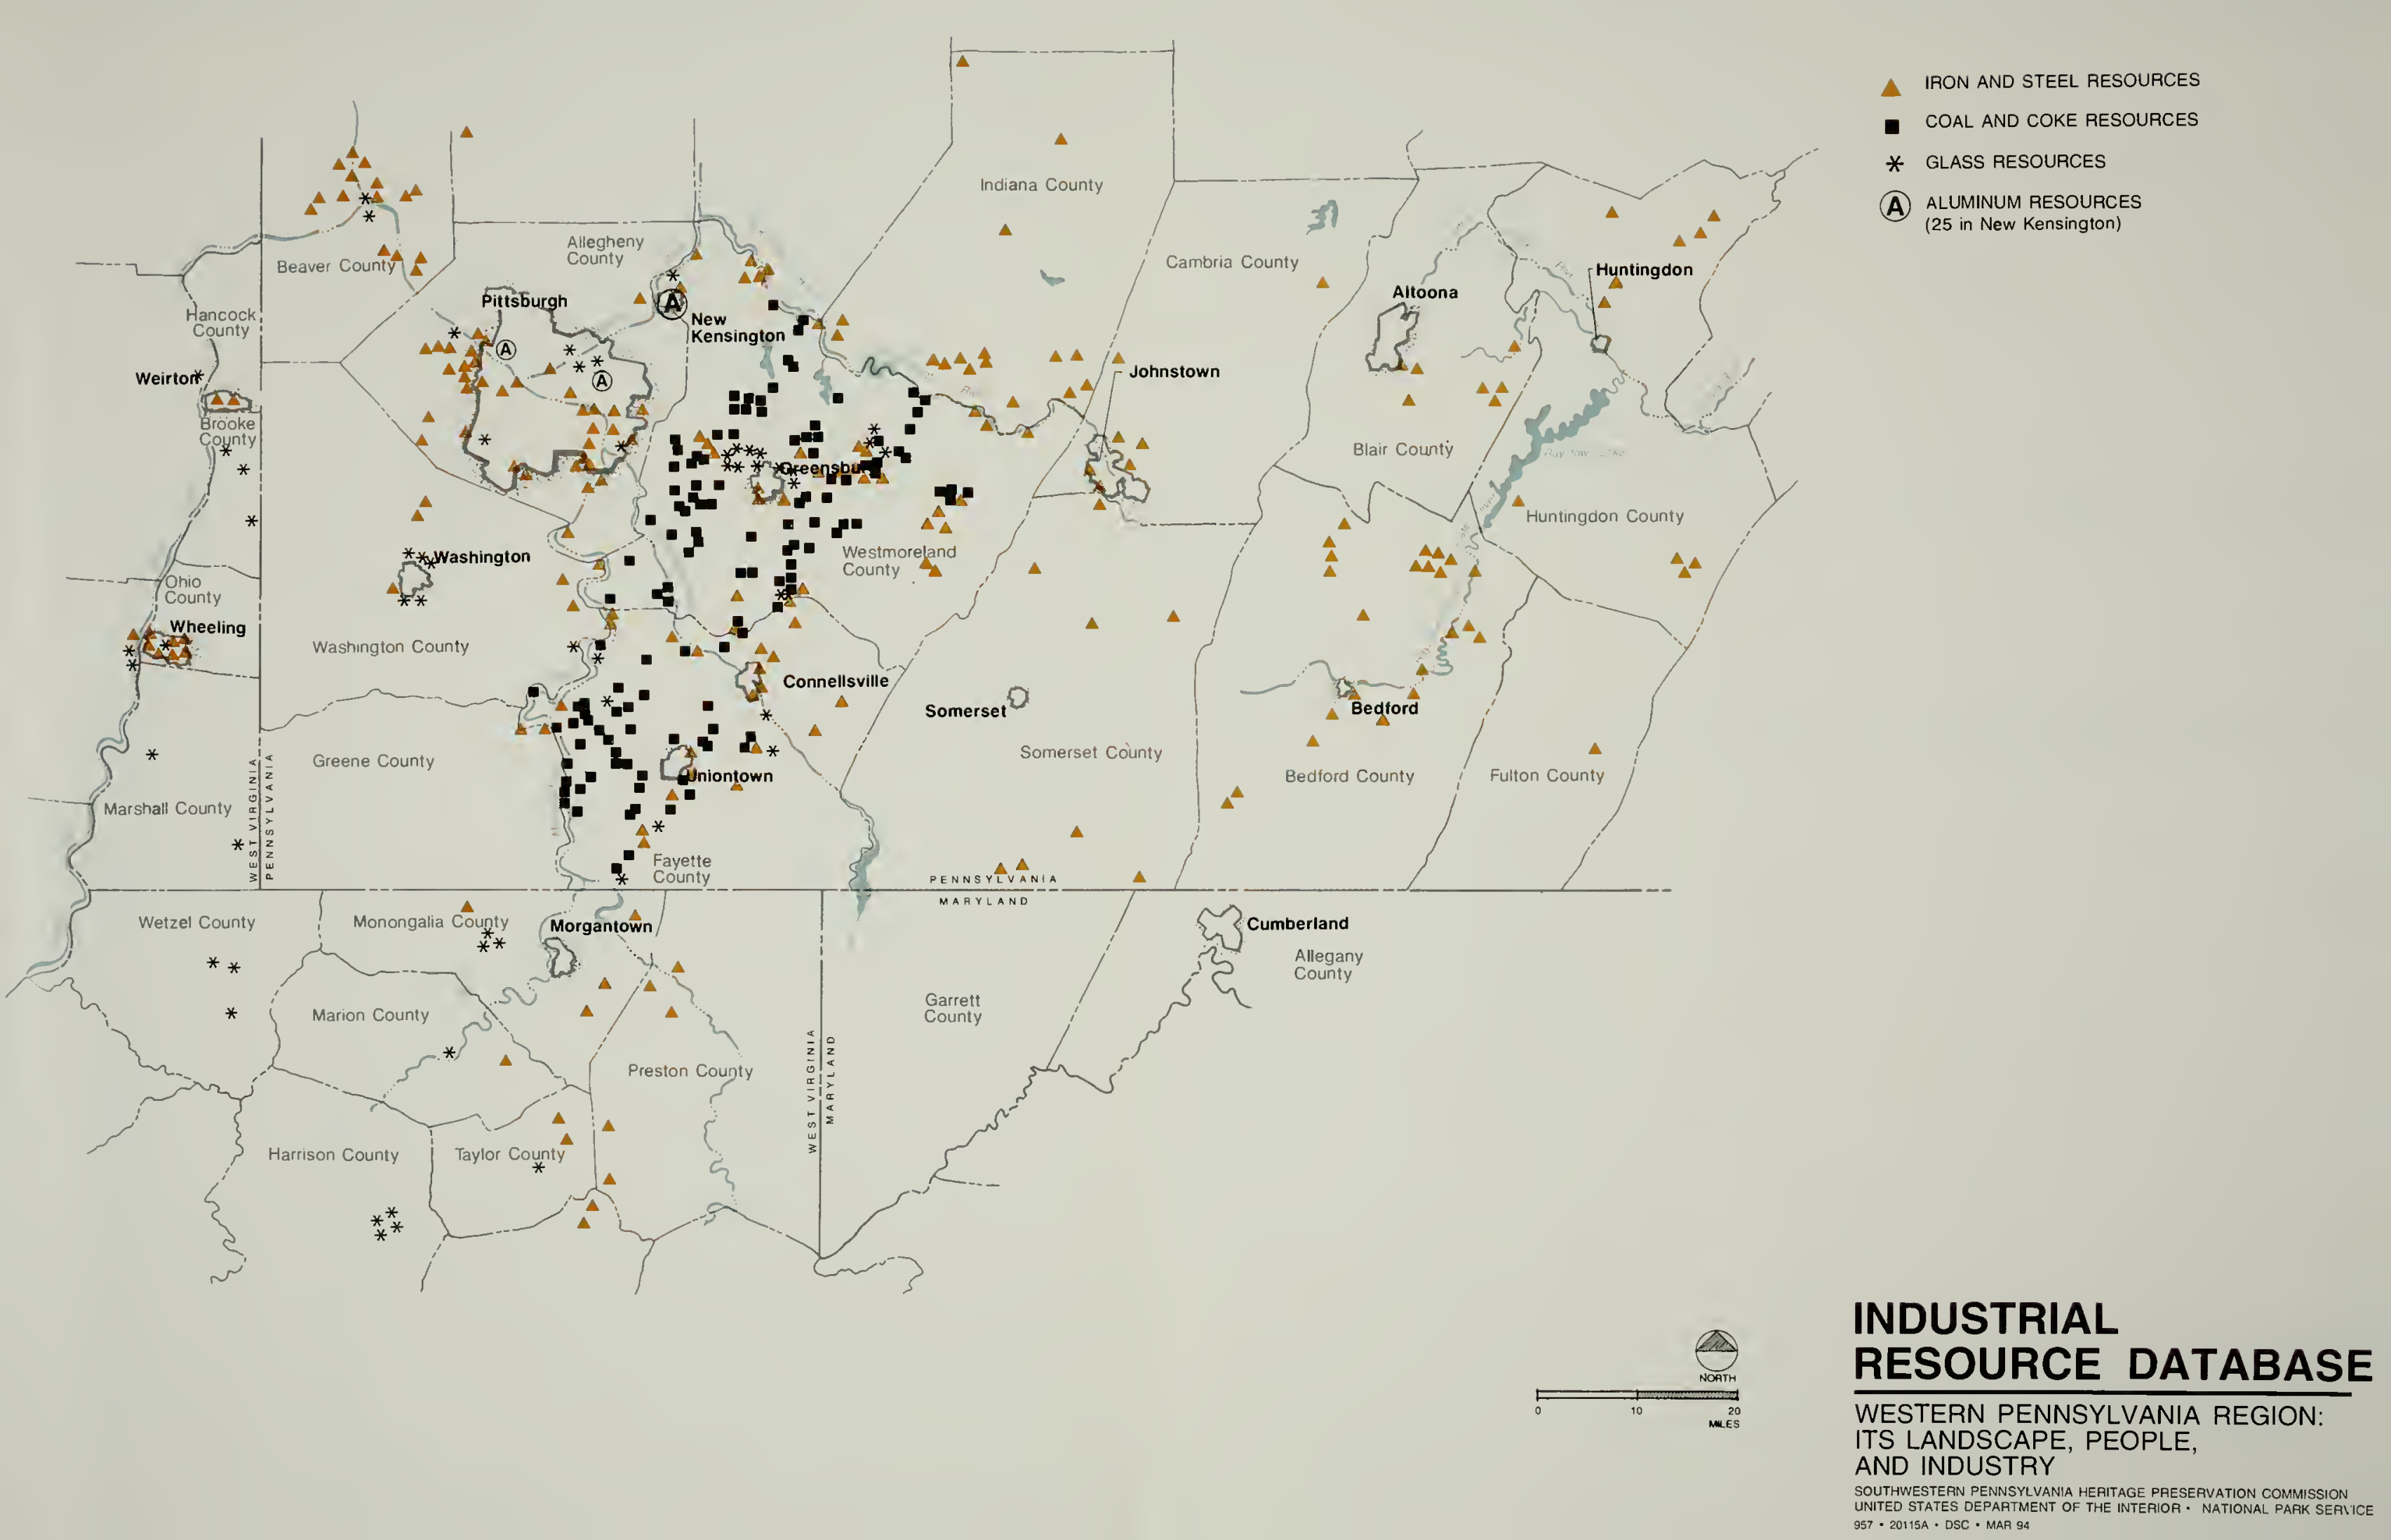 IRON AND STEEL RESOURCES
COAL AND COKE RESOURCES
GLASS RESOURCES
A
ALUMINUM RESOURCES
(25 in New Kensington)
Indiana County
Allegheny
County
Beaver County
Cambria County
Huntingdon
Altoona
Pittsburgh
Hancock
County
A
New
Kensington
A
A
Weirton
Johnstown
Brooke
County
Blair County
Greensbu
Huntingdon County
Washington
Westmoreland
County
Ohio
County
Wheeling
Washington County
Connellsville
Somerset
Bedford
Somerset County
Greene County
Uniontown
Bedford County
Fulton County
Marshall County
WEST VIRGINIA
PENNSYLVANIA
Fayette
County
PENNSYLVANIA
MARYLAND
Wetzel County
Monongalia County
Morgantown
Cumberland
Allegany
County
Garrett
County
Marion County
Preston County
WEST VIRGINIA
MARYLAND
Harrison County
Taylor County
NORTH
0 10 20
MILES
INDUSTRIAL
RESOURCE DATABASE
WESTERN PENNSYLVANIA REGION:
ITS LANDSCAPE, PEOPLE,
AND INDUSTRY
SOUTHWESTERN PENNSYLVANIA HERITAGE PRESERVATION COMMISSION
UNITED STATES DEPARTMENT OF THE INTERIOR • NATIONAL PARK SERVICE
957 • 20115A • DSC • MAR 94